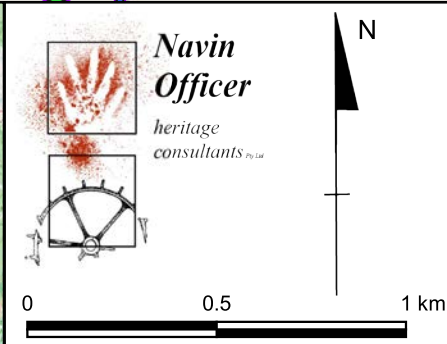 Navin
Officer
heritage
consultants Pty Ltd
N
0 0.5 1 km